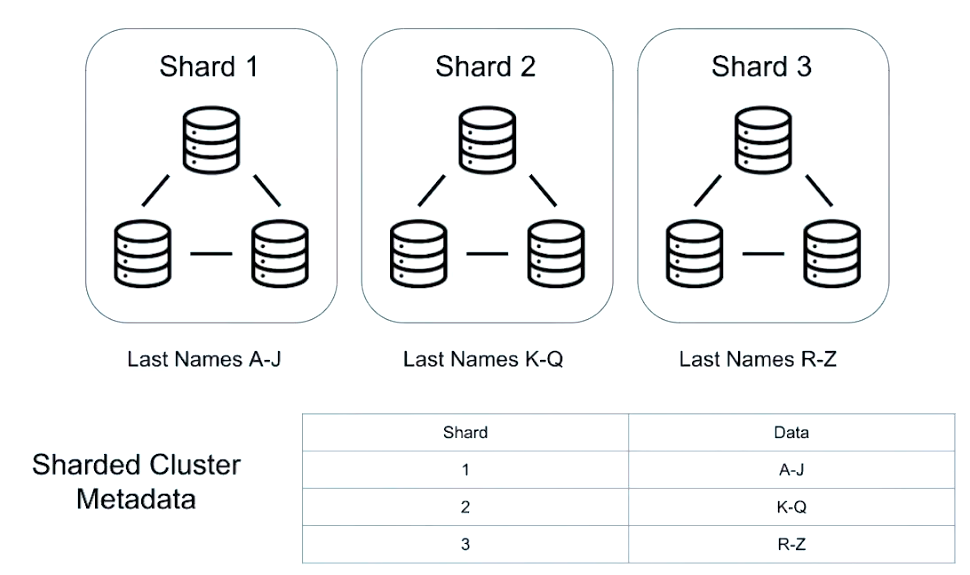 Shard 1
Shard 2
Shard 3
Last Names A-J
Last Names K-Q
Last Names R-Z
Sharded Cluster
Metadata
Shard Data
1 A-J
2 K-Q
3 R-Z